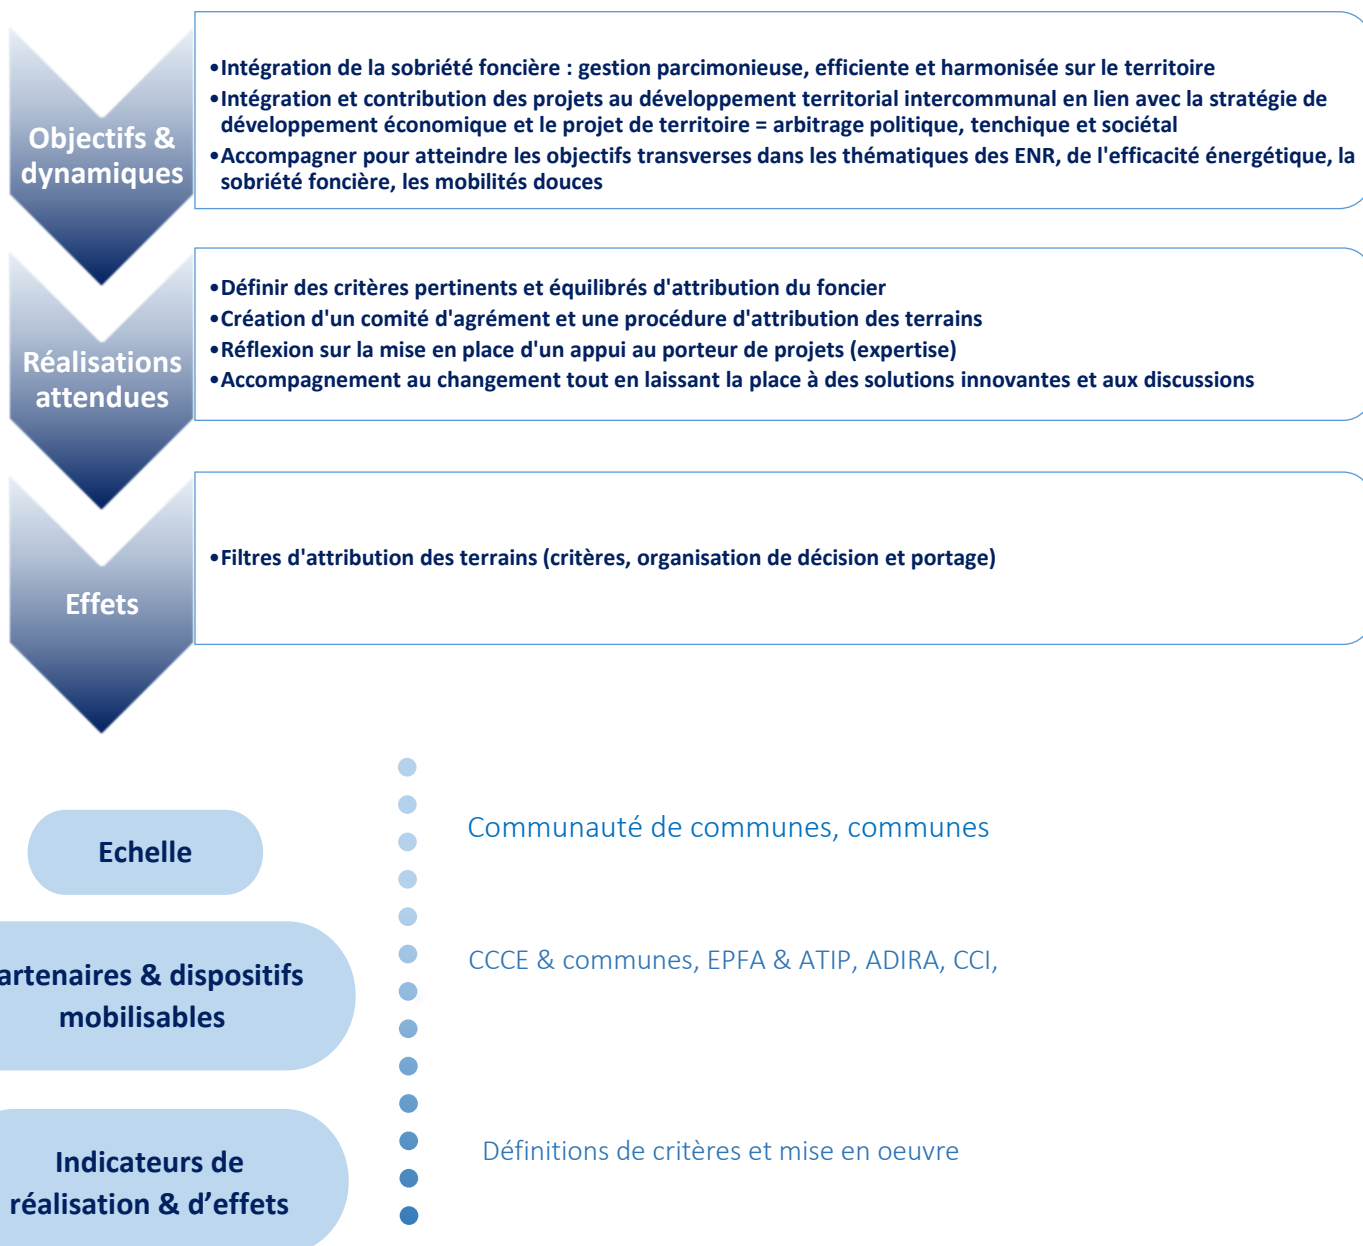 Objectifs &
dynamiques
•Intégration de la sobriété foncière : gestion parcimonieuse, efficiente et harmonisée sur le territoire
•Intégration et contribution des projets au développement territorial intercommunal en lien avec la stratégie de
développement économique et le projet de territoire = arbitrage politique, tenchique et sociétal
•Accompagner pour atteindre les objectifs transverses dans les thématiques des ENR, de l'efficacité énergétique, la
sobriété foncière, les mobilités douces
Réalisations
attendues
•Définir des critères pertinents et équilibrés d'attribution du foncier
•Création d'un comité d'agrément et une procédure d'attribution des terrains
•Réflexion sur la mise en place d'un appui au porteur de projets (expertise)
•Accompagnement au changement tout en laissant la place à des solutions innovantes et aux discussions
Effets
•Filtres d'attribution des terrains (critères, organisation de décision et portage)
Echelle
Communauté de communes, communes
artenaires & dispositifs
mobilisables
CCCE & communes, EPFA & ATIP, ADIRA, CCI,
Indicateurs de
réalisation & d’effets
Définitions de critères et mise en oeuvre